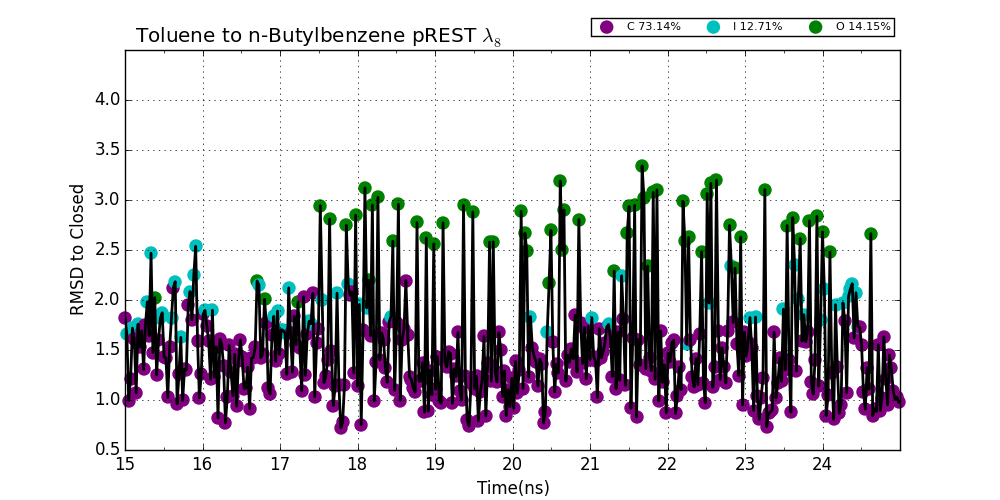 Toluene to n-Butylbenzene pREST λ₈
C 73.14% I 12.71% O 14.15%
RMSD to Closed
4.0
3.5
3.0
2.5
2.0
1.5
1.0
0.5
15 16 17 18 19 20 21 22 23 24
Time(ns)